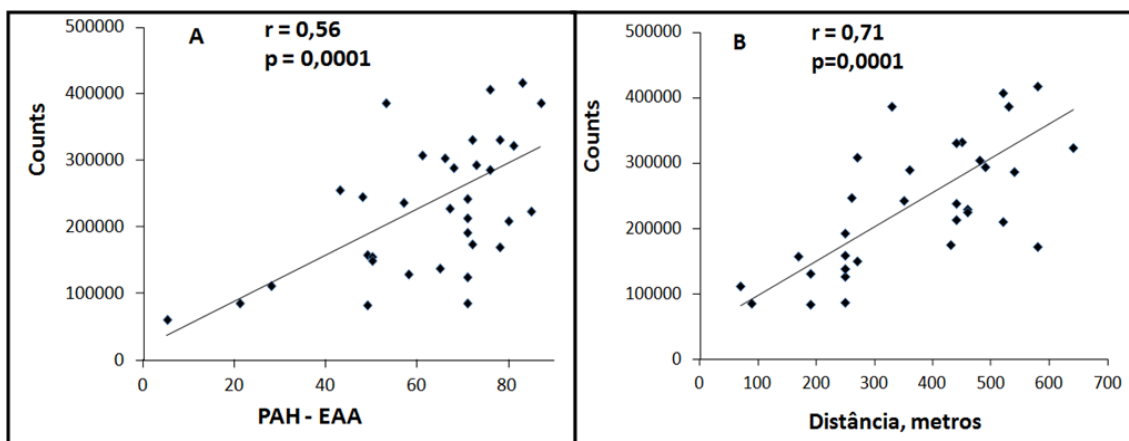 A
r = 0,56
p = 0,0001
Counts
500000
400000
300000
200000
100000
0
0 20 40 60 80
PAH - EAA
B
r = 0,71
p=0,0001
Counts
500000
400000
300000
200000
100000
0
0 100 200 300 400 500 600 700
Distância, metros